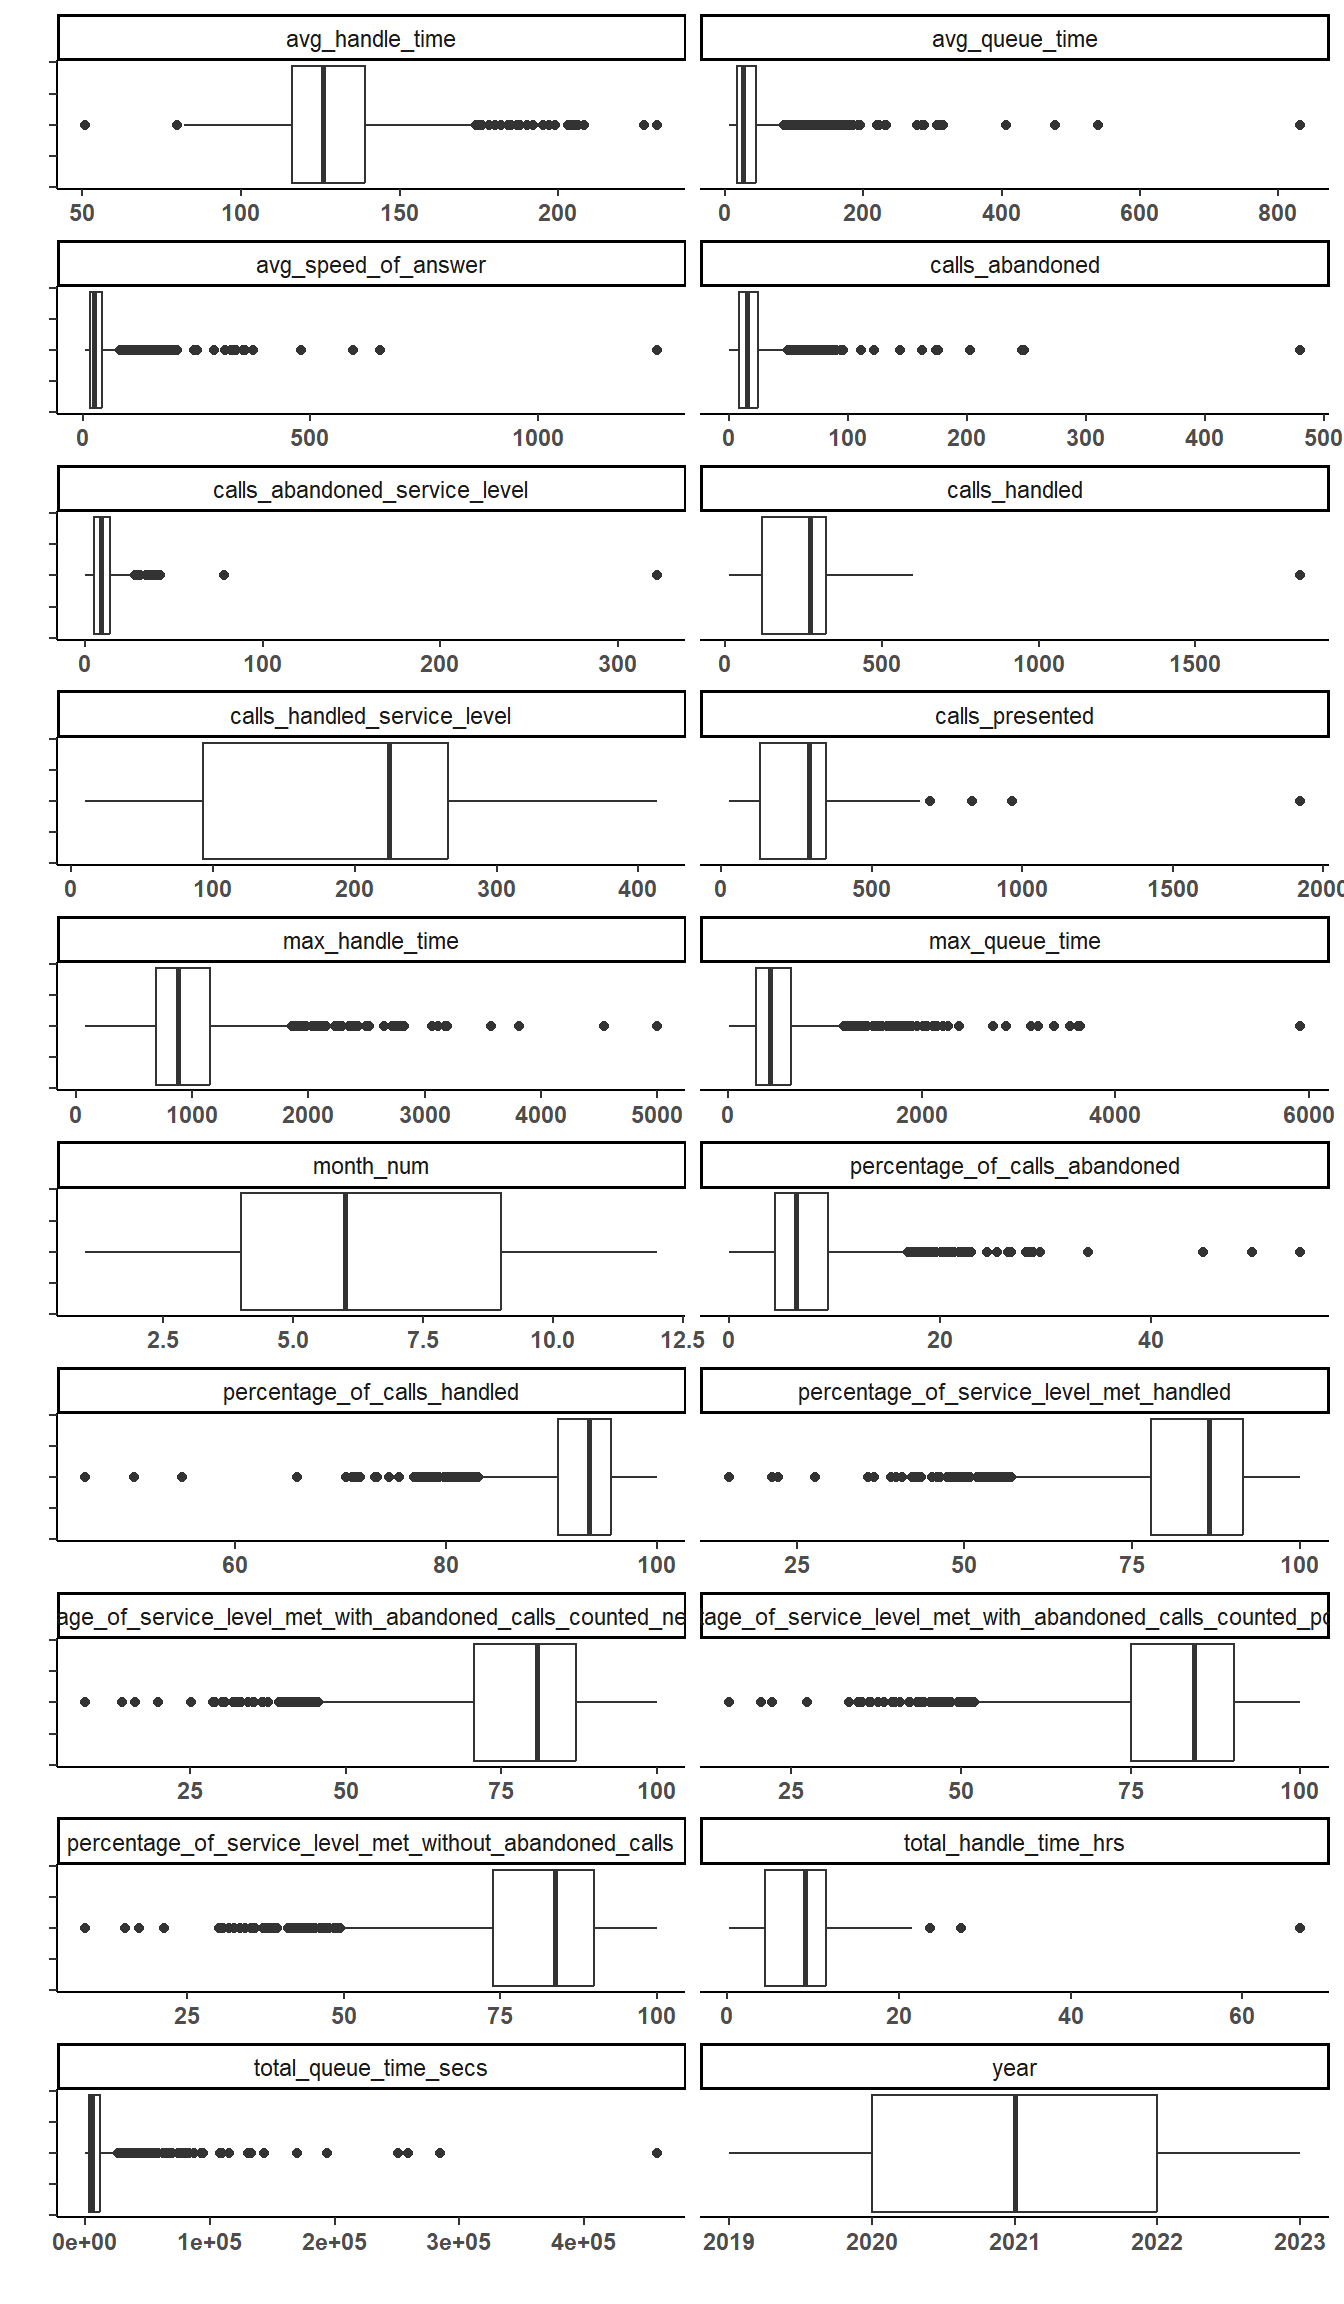 avg_handle_time avg_queue_time
50 100 150 200 0 200 400 600 800
avg_speed_of_answer calls_abandoned
0 500 1000 0 100 200 300 400 500
calls_abandoned_service_level calls_handled
0 100 200 300 0 500 1000 1500
calls_handled_service_level calls_presented
0 100 200 300 400 0 500 1000 1500 2000
max_handle_time max_queue_time
0 1000 2000 3000 4000 5000 0 2000 4000 6000
month_num percentage_of_calls_abandoned
2.5 5.0 7.5 10.0 12.5 0 20 40
percentage_of_calls_handled percentage_of_service_level_met_handled
60 80 100 25 50 75 100
age_of_service_level_met_with_abandoned_calls_counted_ne tage_of_service_level_met_with_abandoned_calls_counted_po
25 50 75 100 25 50 75 100
percentage_of_service_level_met_without_abandoned_calls total_handle_time_hrs
25 50 75 100 0 20 40 60
total_queue_time_secs year
0e+00 1e+05 2e+05 3e+05 4e+05 2019 2020 2021 2022 2023